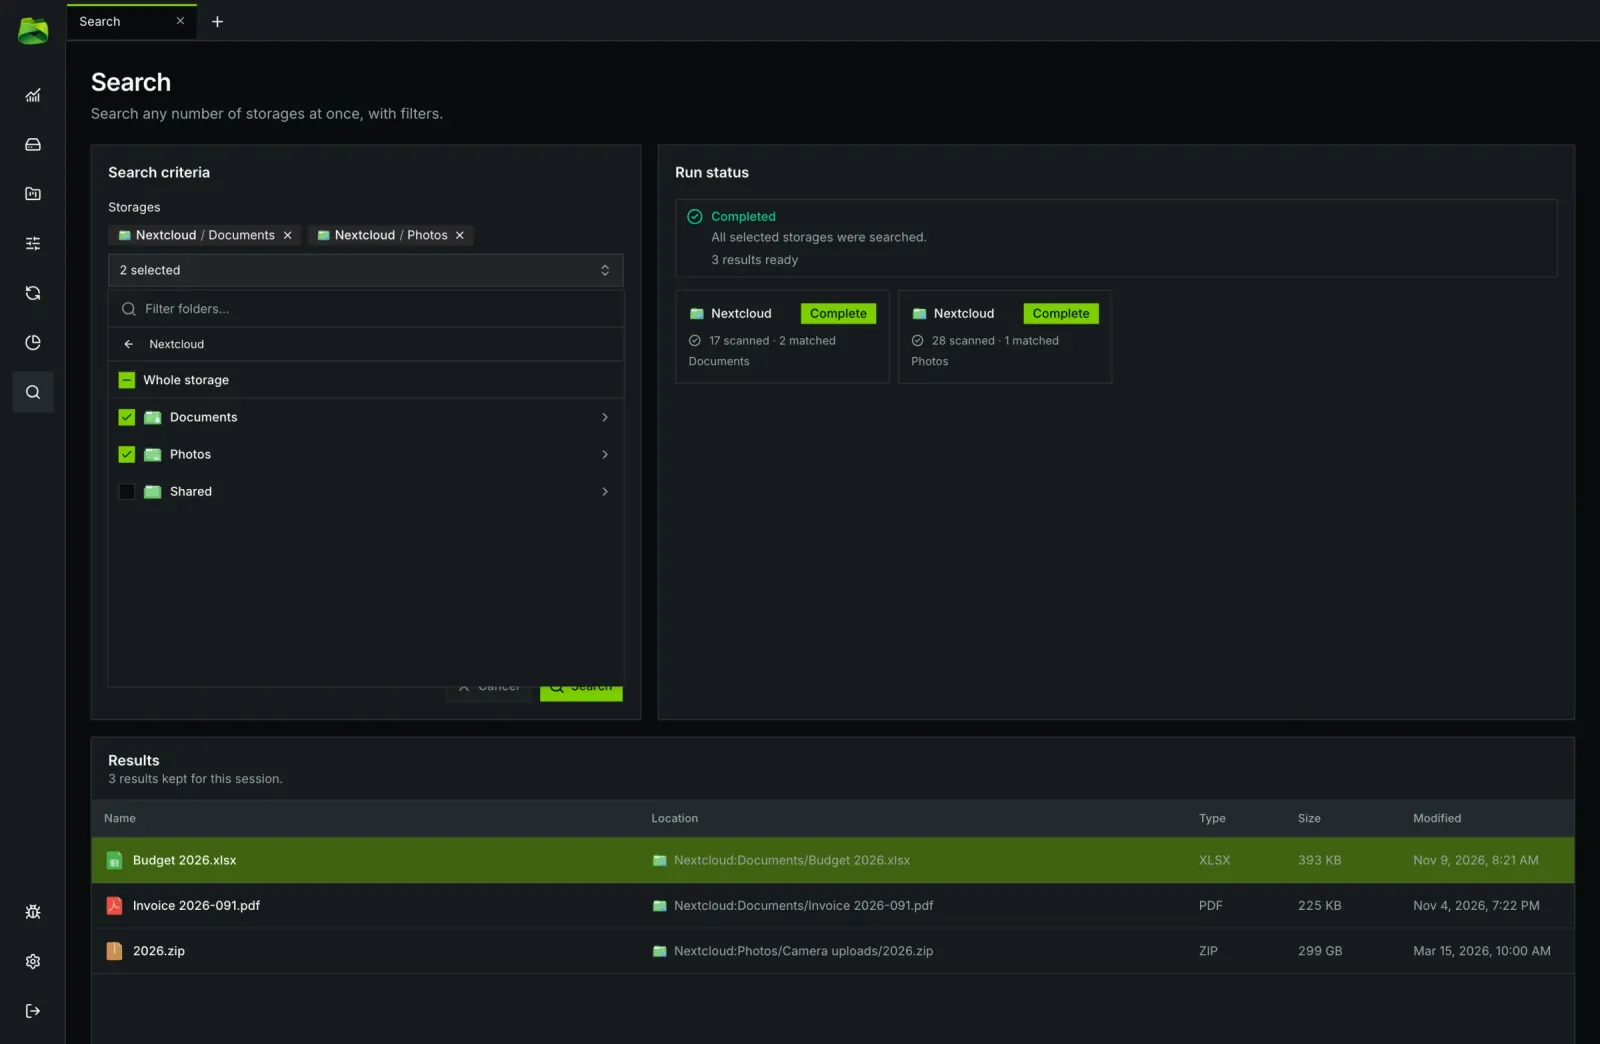 Search
Search
Search any number of storages at once, with filters.
Search criteria
Storages
Nextcloud / Documents
Nextcloud / Photos
2 selected
Filter folders...
Nextcloud
Whole storage
Documents
Photos
Shared
Cancel
Search
Run status
Completed
All selected storages were searched.
3 results ready
Nextcloud Complete
17 scanned · 2 matched
Documents
Nextcloud Complete
28 scanned · 1 matched
Photos
Results
3 results kept for this session.
Name Location Type Size Modified
Budget 2026.xlsx Nextcloud:Documents/Budget 2026.xlsx XLSX 393 KB Nov 9, 2026, 8:21 AM
Invoice 2026-091.pdf Nextcloud:Documents/Invoice 2026-091.pdf PDF 225 KB Nov 4, 2026, 7:22 PM
2026.zip Nextcloud:Photos/Camera uploads/2026.zip ZIP 299 GB Mar 15, 2026, 10:00 AM